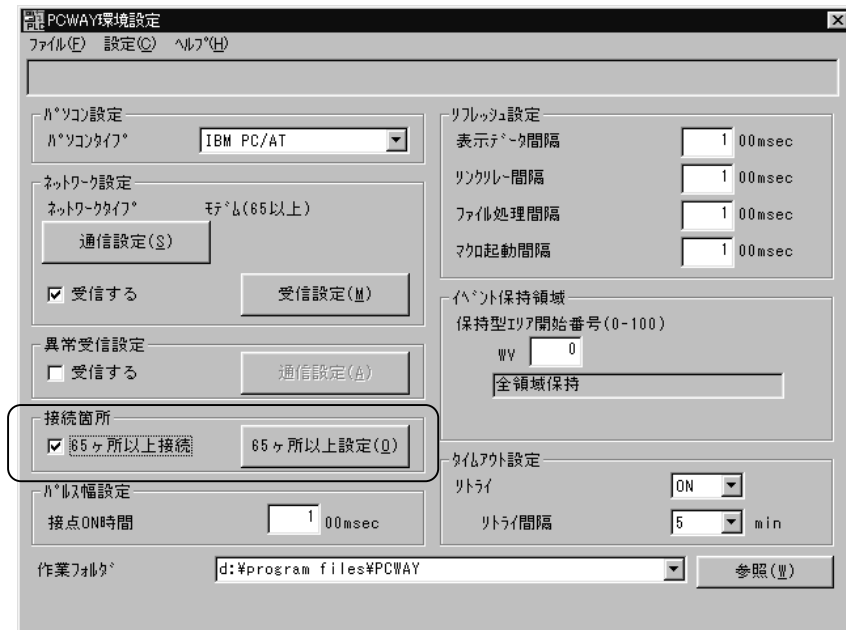 PCWAY環境設定
ﾌｧｲﾙ(F) 設定(C) ﾍﾙﾌﾟ(H)
ﾊﾟｿｺﾝ設定
ﾊﾟｿｺﾝﾀｲﾌﾟ IBM PC/AT
ﾈｯﾄﾜｰｸ設定
ﾈｯﾄﾜｰｸﾀｲﾌﾟ ﾓﾃﾞﾑ(65以上)
通信設定(S)
受信する 受信設定(M)
異常受信設定
受信する 通信設定(A)
接続箇所
65ヶ所以上接続 65ヶ所以上設定(O)
ﾊﾟﾙｽ幅設定
接点ON時間 1 00msec
ﾘﾌﾚｯｼｭ設定
表示ﾃﾞｰﾀ間隔 1 00msec
ﾘﾝｸﾘﾚｰ間隔 1 00msec
ﾌｧｲﾙ処理間隔 1 00msec
ﾏｸﾛ起動間隔 1 00msec
ｲﾍﾞﾝﾄ保持領域
保持型ｴﾘｱ開始番号(0-100)
WV 0
全領域保持
ﾀｲﾑｱｳﾄ設定
ﾘﾄﾗｲ ON
ﾘﾄﾗｲ間隔 5 min
作業ﾌｫﾙﾀﾞ d:¥program files¥PCWAY 参照(W)